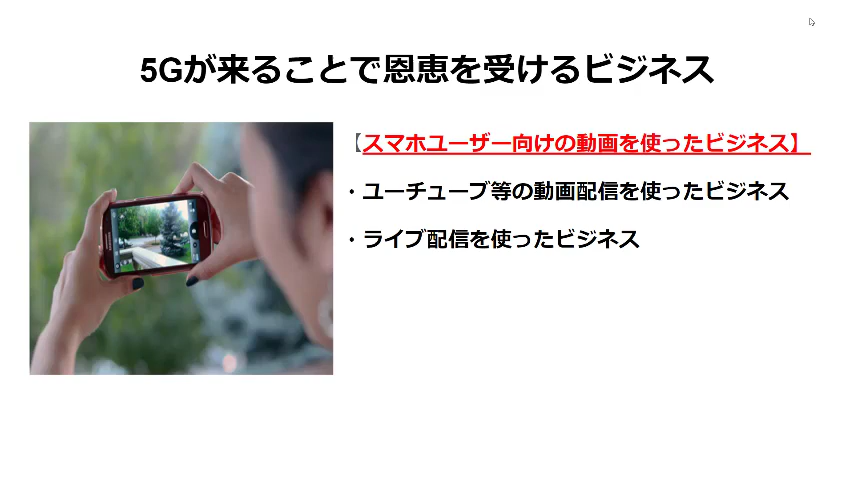 5Gが来ることで恩恵を受けるビジネス
【スマホユーザー向けの動画を使ったビジネス】
・ユーチューブ等の動画配信を使ったビジネス
・ライブ配信を使ったビジネス